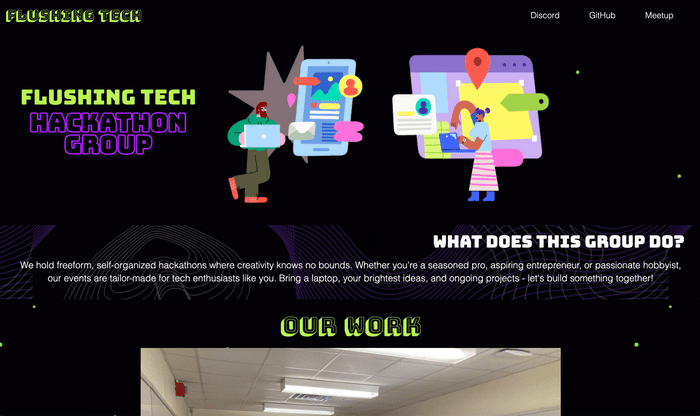 FLUSHING TECH
Discord
GitHub
Meetup
FLUSHING TECH
HACKATHON
GROUP
WHAT DOES THIS GROUP DO?
We hold freeform, self-organized hackathons where creativity knows no bounds. Whether you're a seasoned pro, aspiring entrepreneur, or passionate hobbyist,
our events are tailor-made for tech enthusiasts like you. Bring a laptop, your brightest ideas, and ongoing projects - let's build something together!
OUR WORK